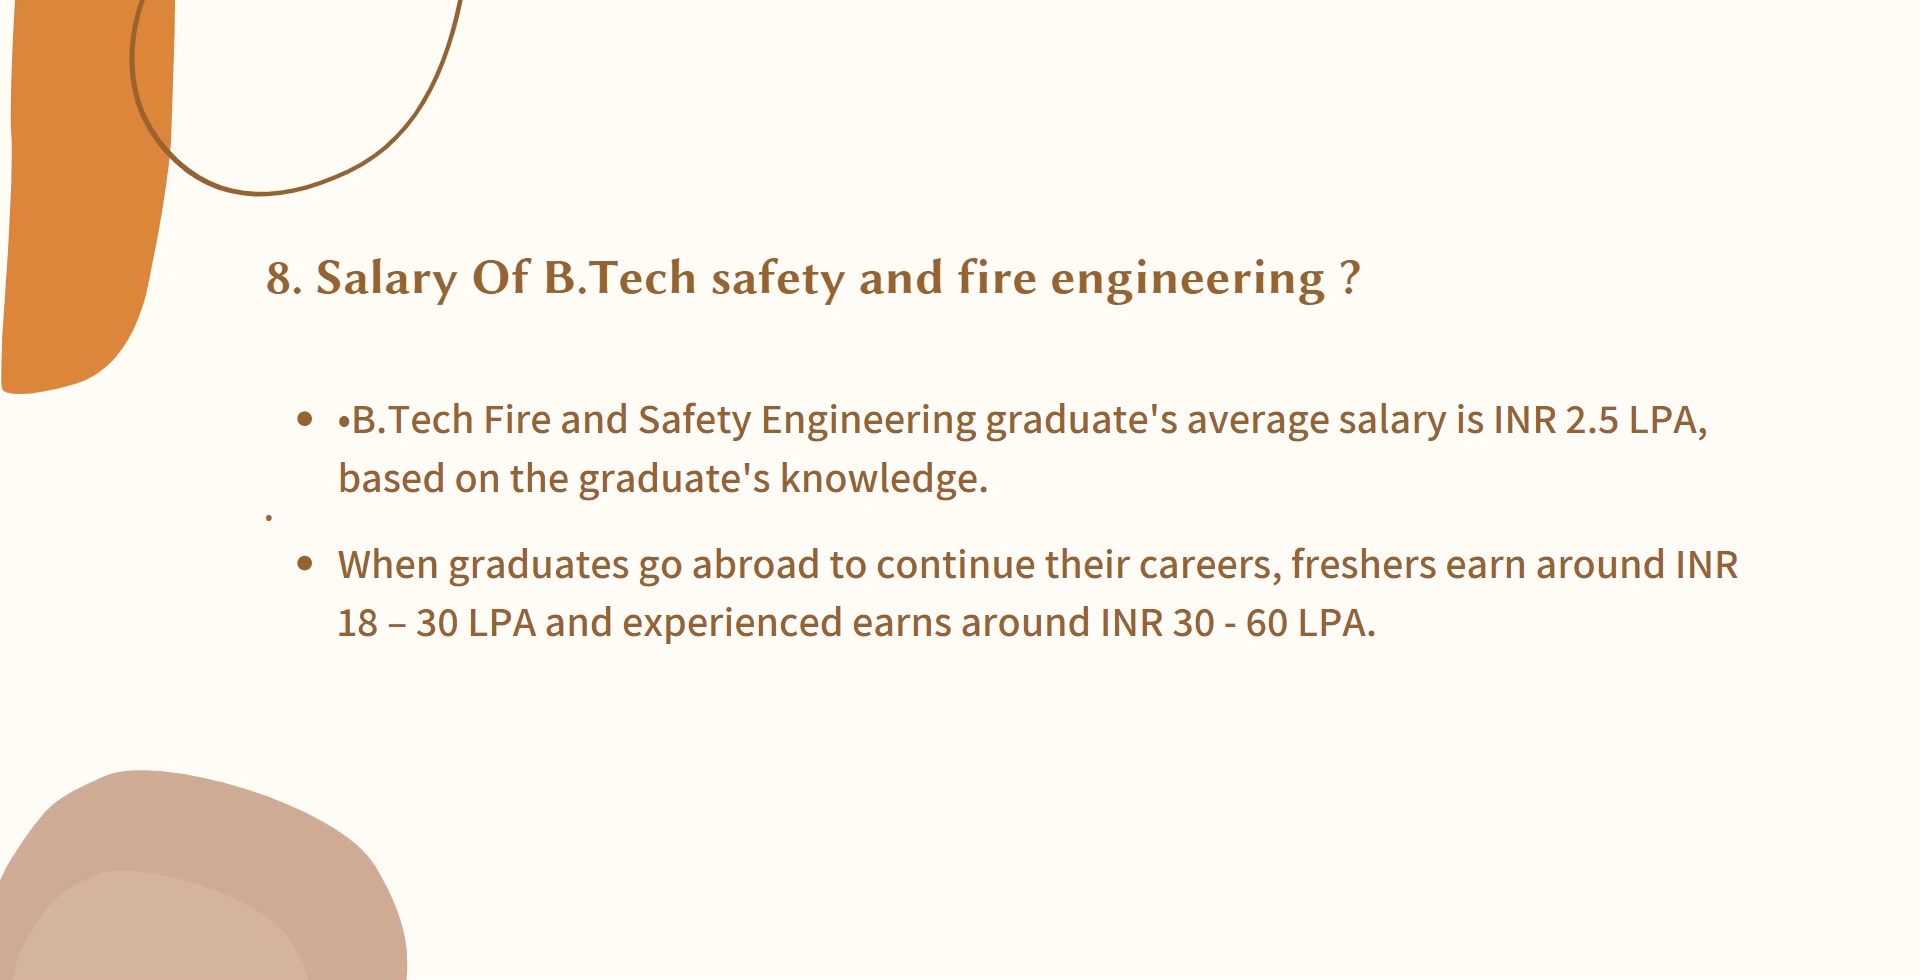 8. Salary Of B.Tech safety and fire engineering ?
• •B.Tech Fire and Safety Engineering graduate's average salary is INR 2.5 LPA,
based on the graduate's knowledge.
•
• When graduates go abroad to continue their careers, freshers earn around INR
18 – 30 LPA and experienced earns around INR 30 - 60 LPA.